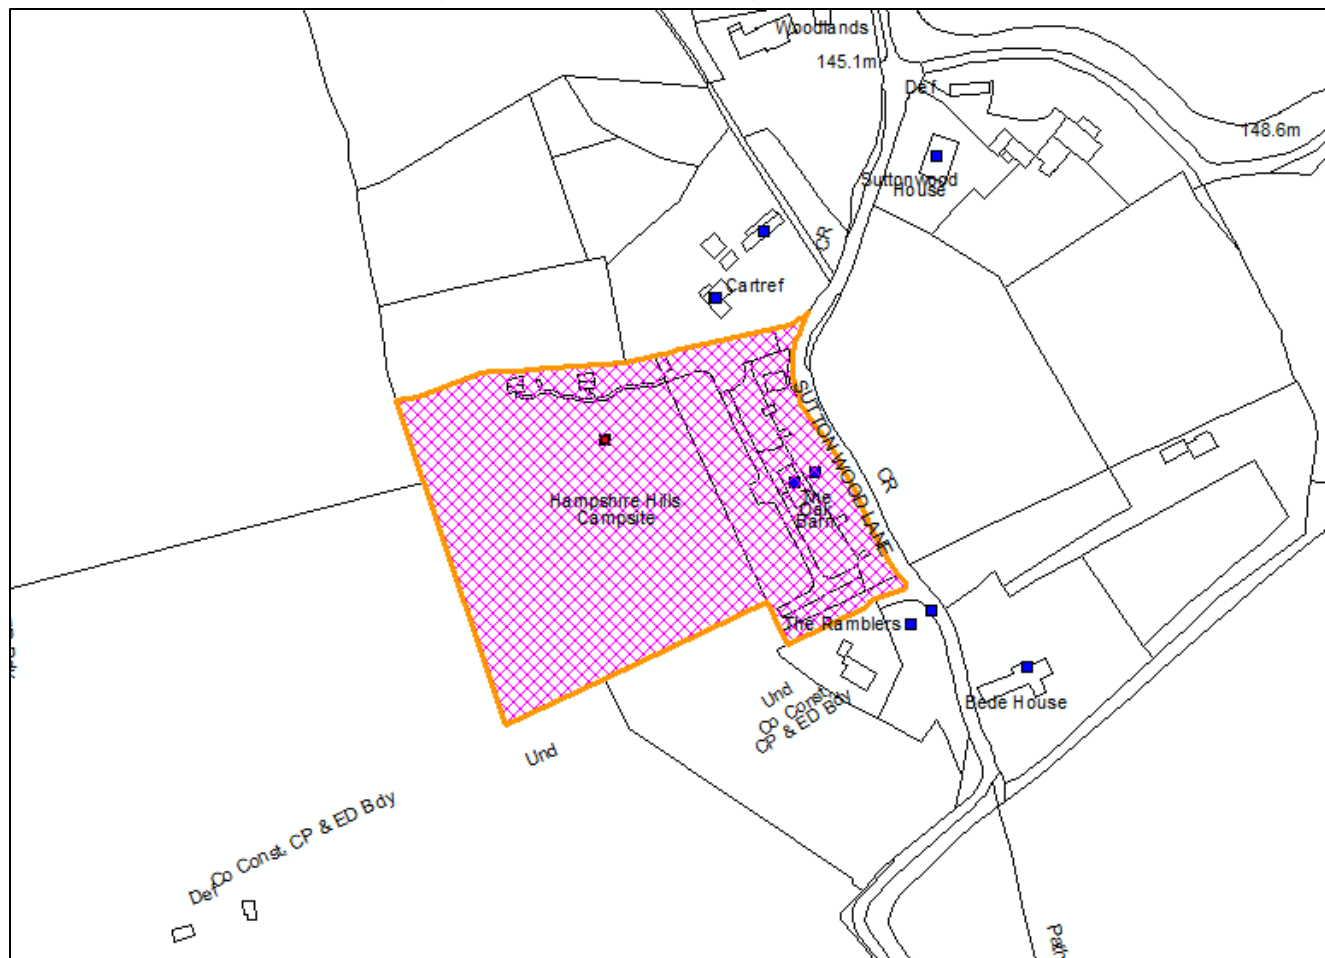 Woodlands
145.1m
Def
148.6m
Suttonwood
House
CR
Cartref
SUTTON WOOD LANE
CR
Hampshire Hills
Campsite
The
Oak
Barn
The Ramblers
Bede House
Und
Co Const,
CP & ED Bdy
Und
Co Const, CP & ED Bdy
Def
Path